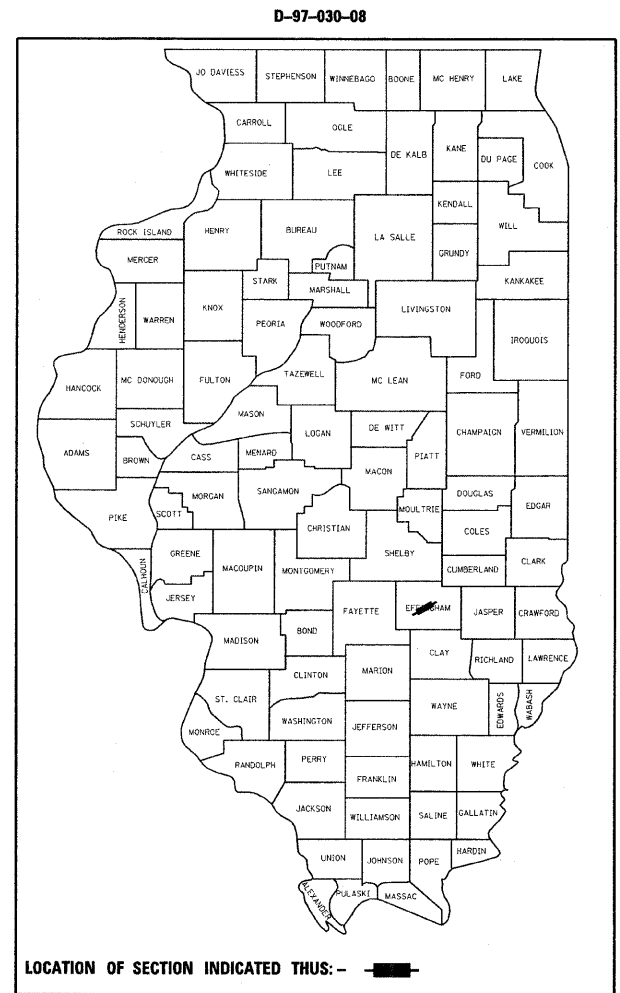 D-97-030-08
JO DAVIESS STEPHENSON WINNEBAGO BOONE MC HENRY LAKE
CARROLL OGLE
DE KALB KANE DU PAGE COOK
WHITESIDE LEE
KENDALL
ROCK ISLAND HENRY BUREAU LA SALLE WILL
GRUNDY
MERCER PUTNAM
STARK MARSHALL KANKAKEE
HENDERSON WARREN KNOX LIVINGSTON
PEORIA WOODFORD
IROQUOIS
TAZEWELL FORD
HANCOCK MC DONOUGH FULTON MC LEAN
MASON
SCHUYLER LOGAN DE WITT CHAMPAIGN VERMILION
ADAMS BROWN CASS MENARD PIATT
MACON
MORGAN SANGAMON DOUGLAS
PIKE SCOTT MOULTRIE EDGAR
CHRISTIAN
COLES
GREENE SHELBY
CALHOUN MACOUPIN MONTGOMERY CUMBERLAND CLARK
JERSEY
FAYETTE EFFINGHAM JASPER CRAWFORD
MADISON BOND
CLAY
RICHLAND LAWRENCE
CLINTON MARION
ST. CLAIR WAYNE EDWARDS WABASH
WASHINGTON JEFFERSON
MONROE
RANDOLPH PERRY HAMILTON WHITE
FRANKLIN
JACKSON WILLIAMSON SALINE GALLATIN
UNION JOHNSON POPE HARDIN
ALEXANDER PULASKI MASSAC
LOCATION OF SECTION INDICATED THUS: -